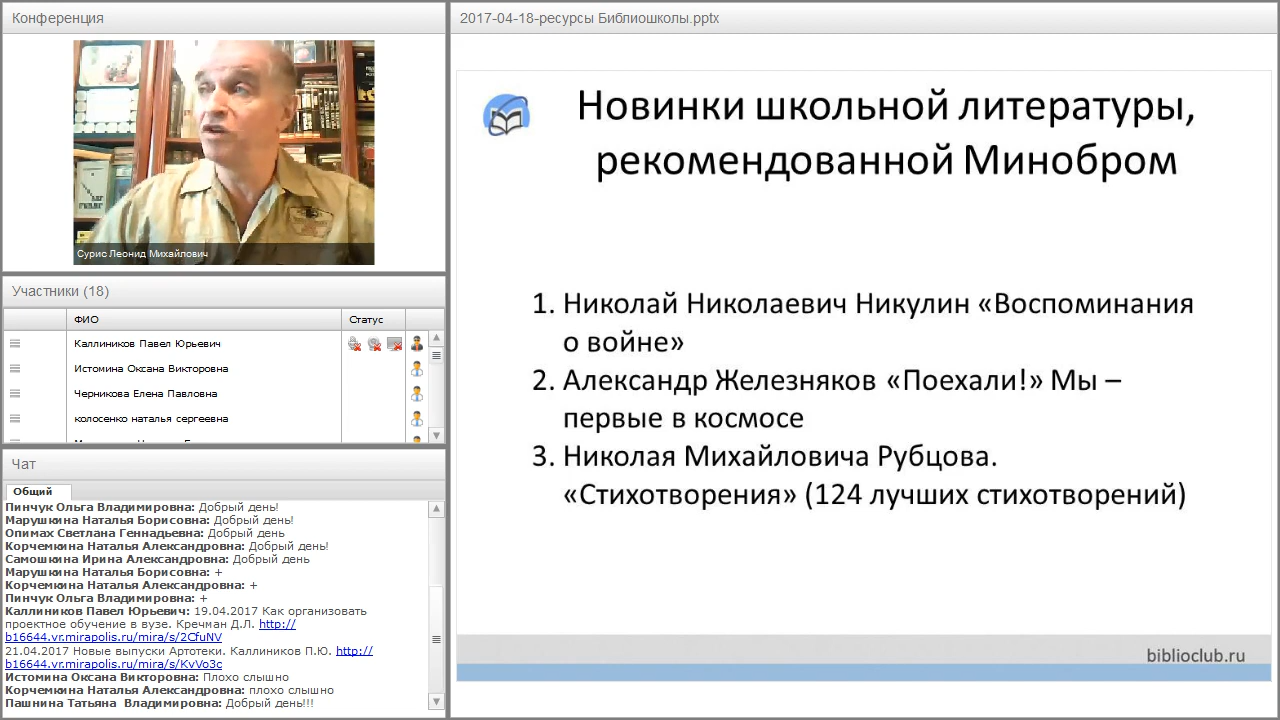 Конференция
Сурис Леонид Михайлович
Участники (18)
ФИО
Статус
Каллиников Павел Юрьевич
Истомина Оксана Викторовна
Черникова Елена Павловна
колосенко наталья сергеевна
Чат
Общий
Пинчук Ольга Владимировна: Добрый день!
Марушкина Наталья Борисовна: Добрый день!
Опимах Светлана Геннадьевна: Добрый день
Корчемкина Наталья Александровна: Добрый день!
Самошкина Ирина Александровна: Добрый день
Марушкина Наталья Борисовна: +
Корчемкина Наталья Александровна: +
Пинчук Ольга Владимировна: +
Каллиников Павел Юрьевич: 19.04.2017 Как организовать
проектное обучение в вузе. Кречман Д.Л. http://
b16644.vr.mirapolis.ru/mira/s/2CfuNV
21.04.2017 Новые выпуски Артотеки. Каллиников П.Ю. http://
b16644.vr.mirapolis.ru/mira/s/KvVo3c
Истомина Оксана Викторовна: Плохо слышно
Корчемкина Наталья Александровна: плохо слышно
Пашнина Татьяна  Владимировна: Добрый день!!!
2017-04-18-ресурсы Библиошколы.pptx
Новинки школьной литературы,
рекомендованной Минобром
1. Николай Николаевич Никулин «Воспоминания
о войне»
2. Александр Железняков «Поехали!» Мы –
первые в космосе
3. Николая Михайловича Рубцова.
«Стихотворения» (124 лучших стихотворений)
biblioclub.ru